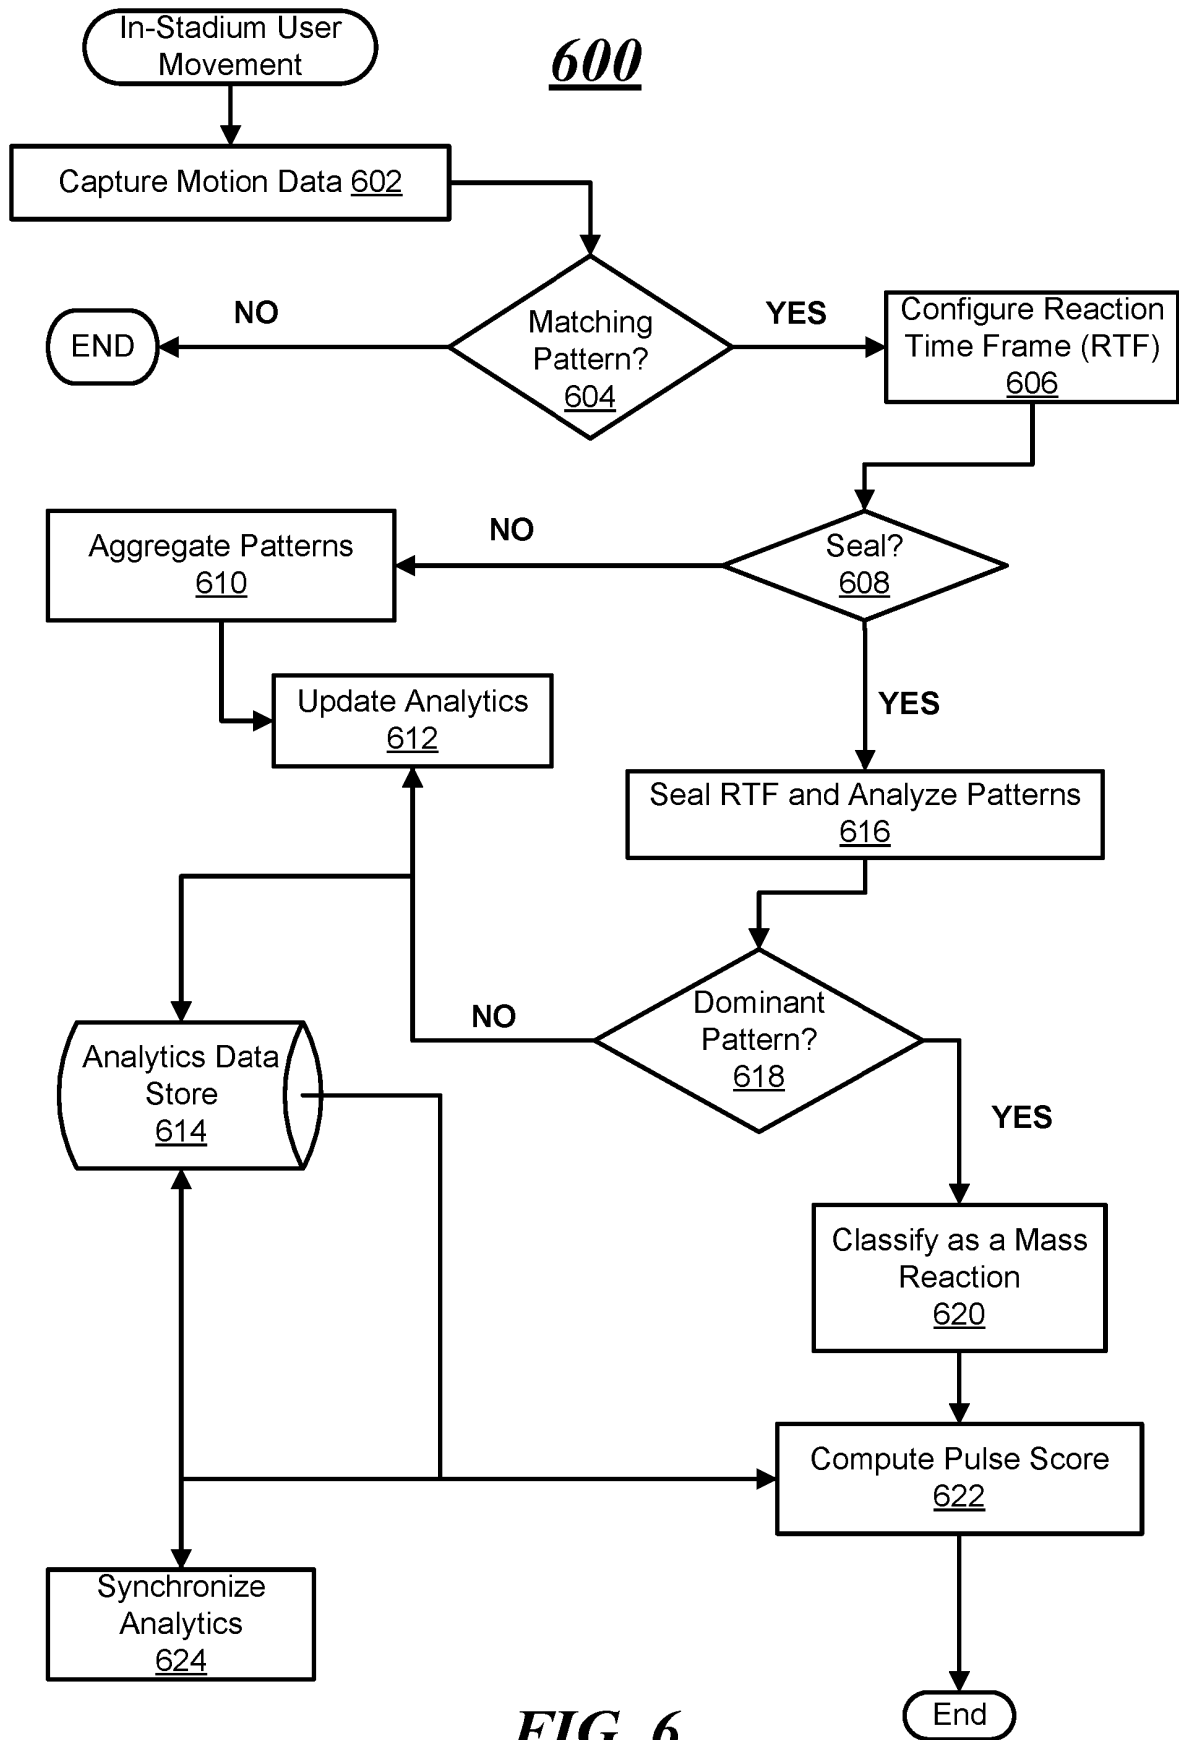 In-Stadium User
Movement
600
Capture Motion Data 602
NO
YES
Matching
Pattern?
604
END
Configure Reaction
Time Frame (RTF)
606
NO
Seal?
608
Aggregate Patterns
610
Update Analytics
612
YES
Seal RTF and Analyze Patterns
616
Dominant
Pattern?
618
NO
YES
Analytics Data
Store
614
Classify as a Mass
Reaction
620
Compute Pulse Score
622
Synchronize
Analytics
624
End
FIG. 6